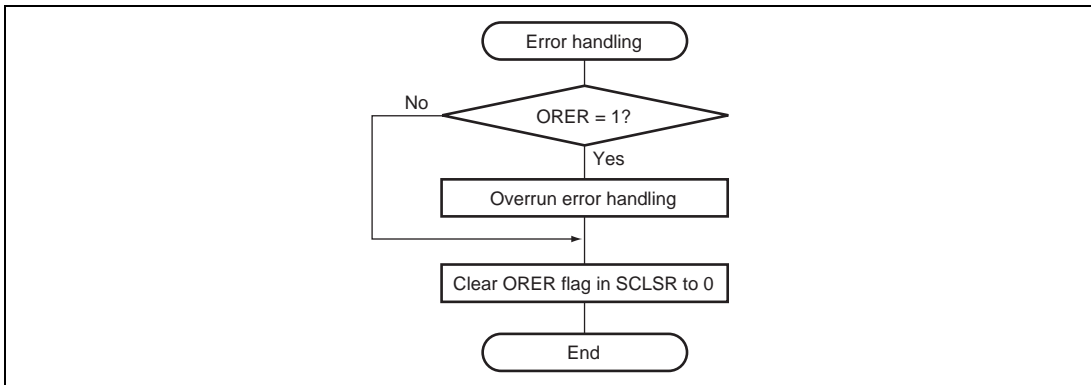 Error handling
No
ORER = 1?
Yes
Overrun error handling
Clear ORER flag in SCLSR to 0
End